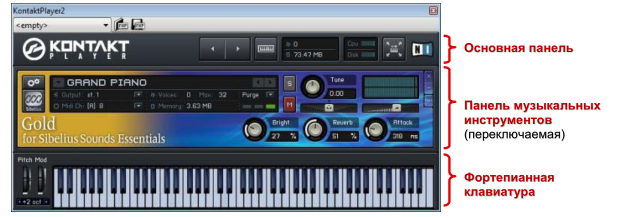 KontaktPlayer2
<empty>
KONTAKT
PLAYER
0
73.47 MB
Cpu
Disk
NI
Основная панель
GRAND PIANO
Output: st.1
Voices: 0 Max: 32
Purge
Midi Ch: [A] 8
Memory: 3.63 MB
Sibelius
S
M
Tune
0.00
Gold
for Sibelius Sounds Essentials
Bright
27 %
Reverb
51 %
Attack
318 ms
Панель музыкальных
инструментов
(переключаемая)
Pitch Mod
+2 oct
Фортепианная
клавиатура